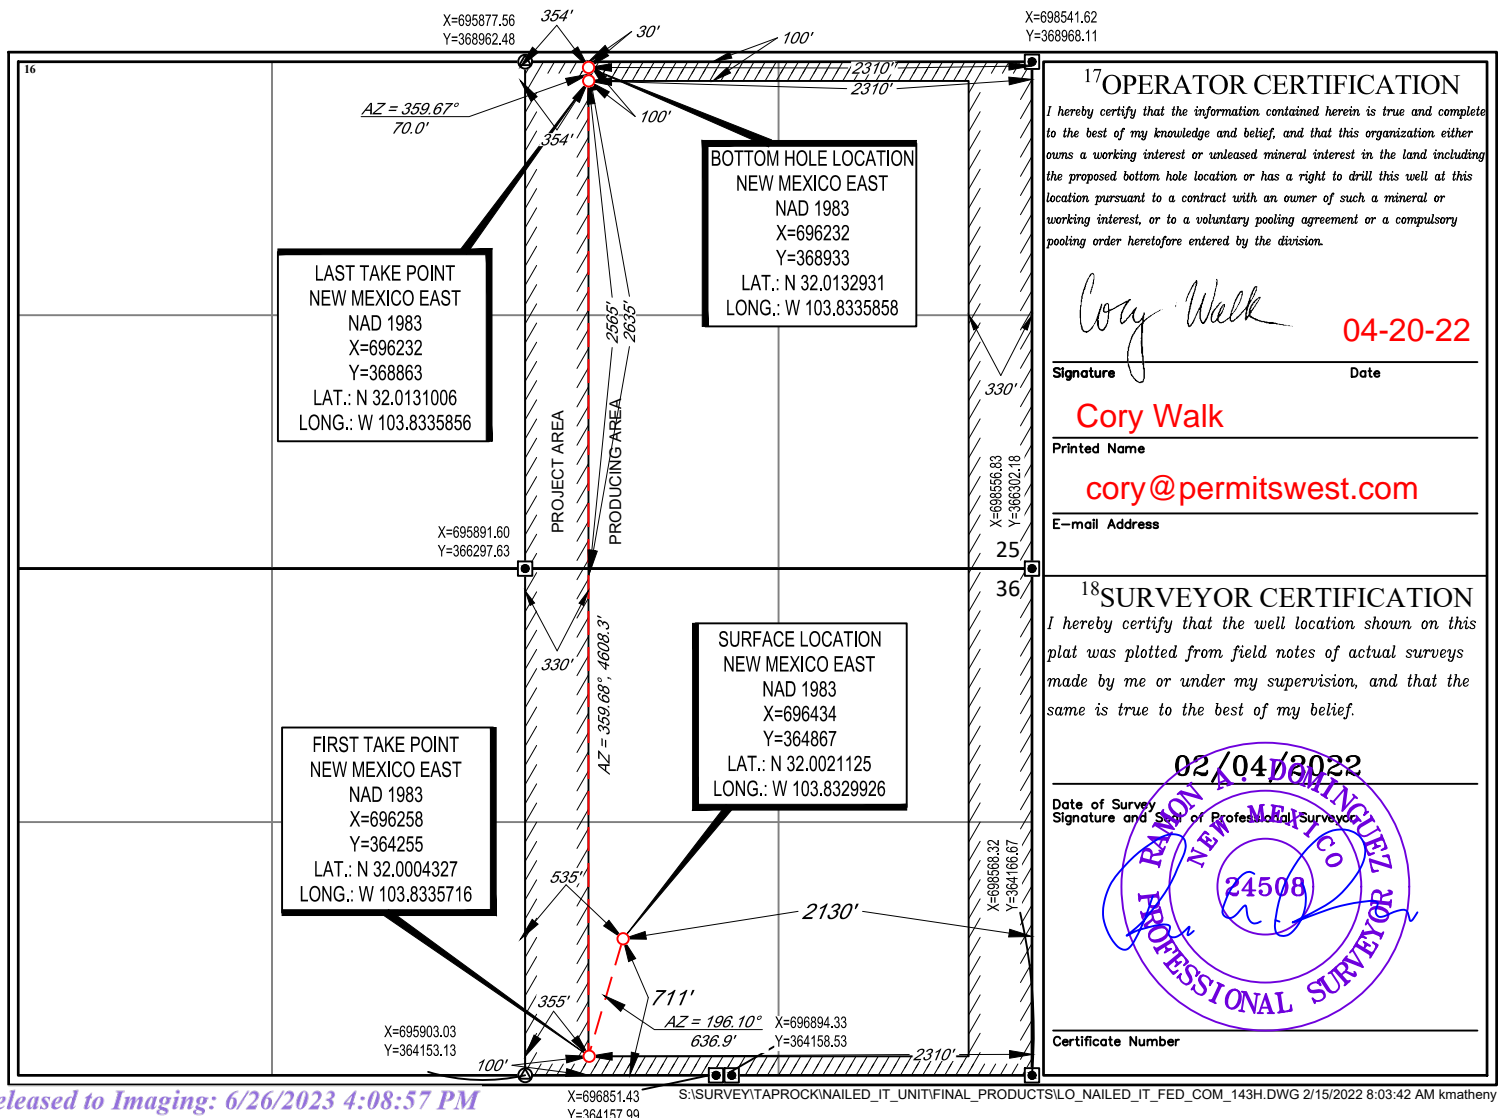 X=695877.56
Y=368962.48
354'
30'
100'
X=698541.62
Y=368968.11
16
2310'
2310'
AZ = 359.67°
70.0'
354'
100'
BOTTOM HOLE LOCATION
NEW MEXICO EAST
NAD 1983
X=696232
Y=368933
LAT.: N 32.0132931
LONG.: W 103.8335858
LAST TAKE POINT
NEW MEXICO EAST
NAD 1983
X=696232
Y=368863
LAT.: N 32.0131006
LONG.: W 103.8335856
2565'
2635'
330'
PROJECT AREA
PRODUCING AREA
X=698556.83
Y=366302.18
X=695891.60
Y=366297.63
25
36
330'
AZ = 359.68°, 4608.3'
SURFACE LOCATION
NEW MEXICO EAST
NAD 1983
X=696434
Y=364867
LAT.: N 32.0021125
LONG.: W 103.8329926
FIRST TAKE POINT
NEW MEXICO EAST
NAD 1983
X=696258
Y=364255
LAT.: N 32.0004327
LONG.: W 103.8335716
535'
2130'
X=698568.32
Y=364166.67
355'
711'
AZ = 196.10°
636.9'
X=696894.33
Y=364158.53
X=695903.03
Y=364153.13
100'
2310'
X=696851.43
Y=364157.99
17 OPERATOR CERTIFICATION
I hereby certify that the information contained herein is true and complete
to the best of my knowledge and belief, and that this organization either
owns a working interest or unleased mineral interest in the land including
the proposed bottom hole location or has a right to drill this well at this
location pursuant to a contract with an owner of such a mineral or
working interest, or to a voluntary pooling agreement or a compulsory
pooling order heretofore entered by the division.
Cory Walk
04-20-22
Signature Date
Cory Walk
Printed Name
cory@permitswest.com
E-mail Address
18 SURVEYOR CERTIFICATION
I hereby certify that the well location shown on this
plat was plotted from field notes of actual surveys
made by me or under my supervision, and that the
same is true to the best of my belief.
02/04/2022
Date of Survey
Signature and Seal of Professional Surveyor
RAMON A. DOMINGUEZ
NEW MEXICO
24508
PROFESSIONAL SURVEYOR
Certificate Number
eleased to Imaging: 6/26/2023 4:08:57 PM
S:\SURVEY\TAPROCK\NAILED_IT_UNIT\FINAL_PRODUCTS\LO_NAILED_IT_FED_COM_143H.DWG 2/15/2022 8:03:42 AM kmatheny